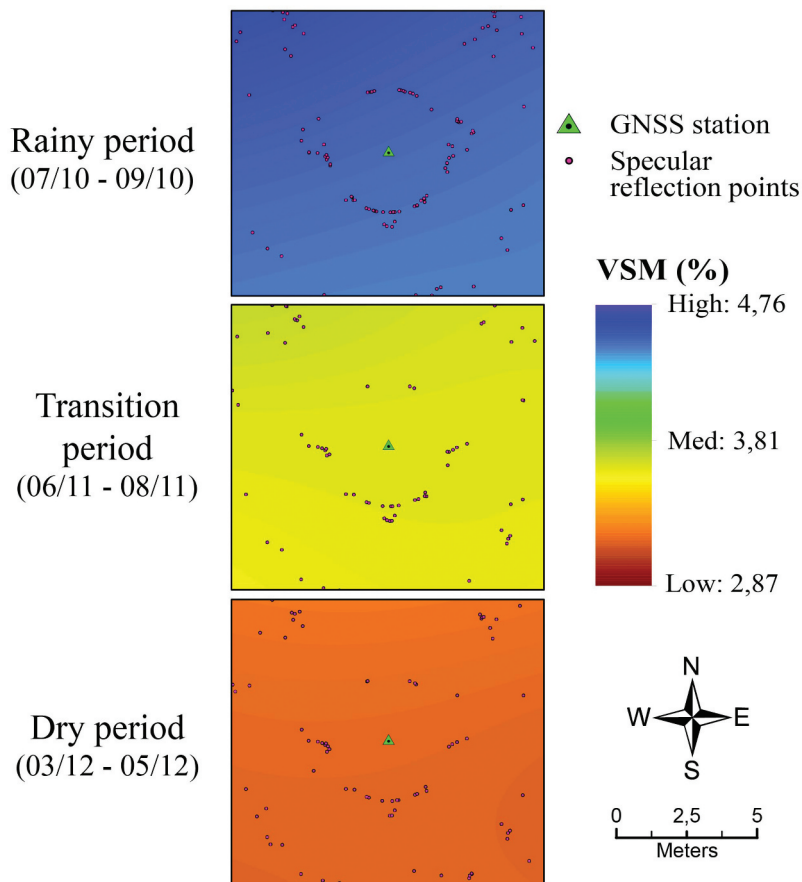 Rainy period
(07/10 - 09/10)
GNSS station
Specular
reflection points
VSM (%)
High: 4,76
Med: 3,81
Low: 2,87
Transition
period
(06/11 - 08/11)
Dry period
(03/12 - 05/12)
N
W
E
S
0
2,5
5
Meters